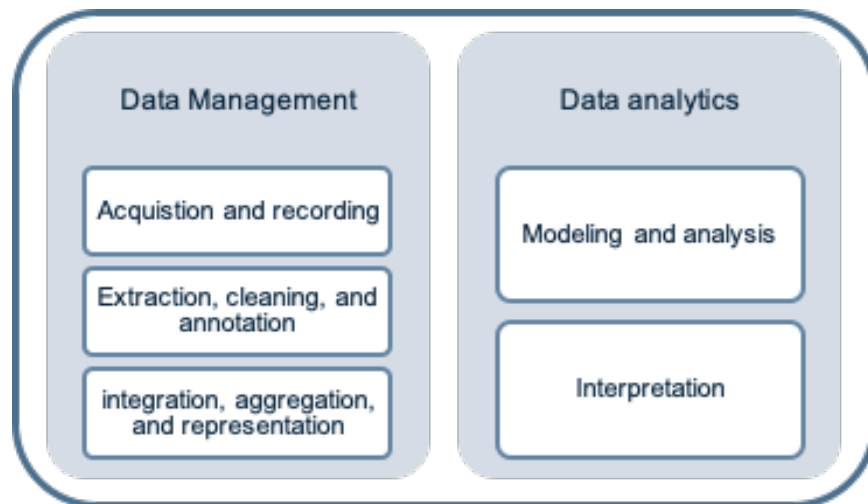 Data Management
Acquistion and recording
Extraction, cleaning, and
annotation
integration, aggregation,
and representation
Data analytics
Modeling and analysis
Interpretation